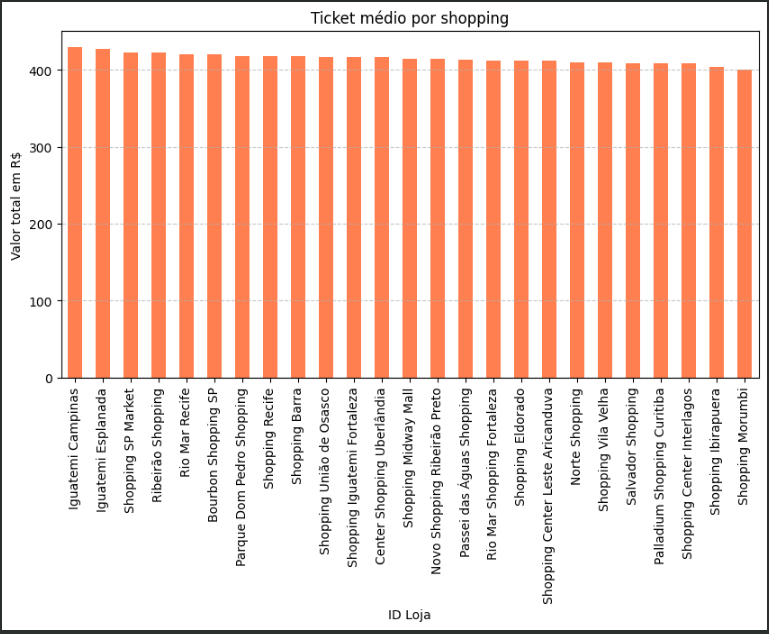 Ticket médio por shopping
Valor total em R$
400
300
200
100
0
Iguatemi Campinas
Iguatemi Esplanada
Shopping SP Market
Ribeirão Shopping
Rio Mar Recife
Bourbon Shopping SP
Parque Dom Pedro Shopping
Shopping Recife
Shopping Barra
Shopping União de Osasco
Shopping Iguatemi Fortaleza
Center Shopping Uberlândia
Shopping Midway Mall
Novo Shopping Ribeirão Preto
Passei das Águas Shopping
Rio Mar Shopping Fortaleza
Shopping Eldorado
Shopping Center Leste Aricanduva
Norte Shopping
Shopping Vila Velha
Salvador Shopping
Palladium Shopping Curitiba
Shopping Center Interlagos
Shopping Ibirapuera
Shopping Morumbi
ID Loja